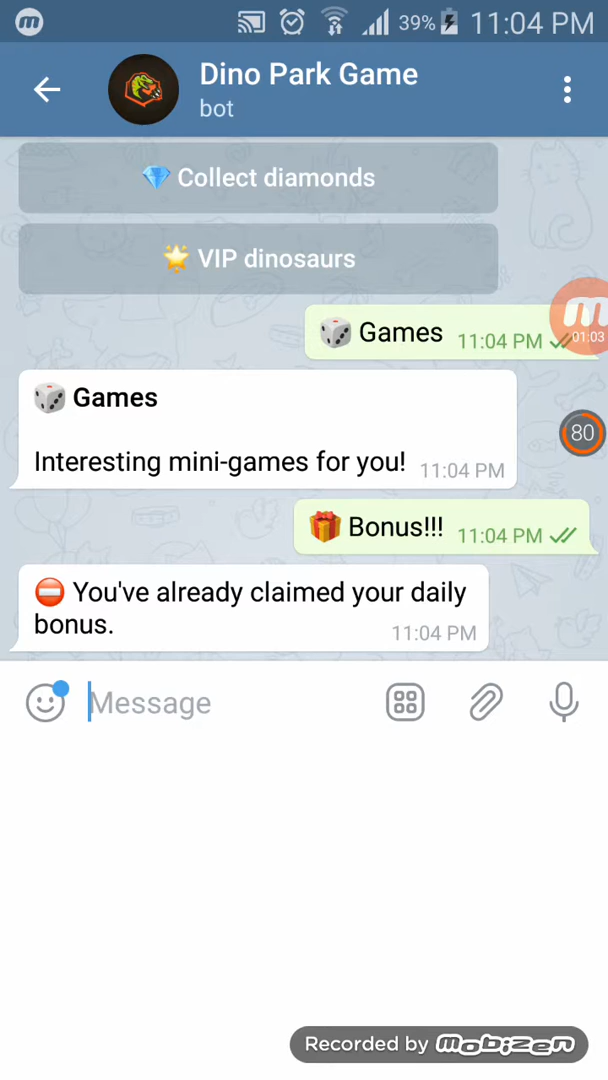 39% 11:04 PM
Dino Park Game
bot
💎 Collect diamonds
🌟 VIP dinosaurs
🎲 Games 11:04 PM
01:03
🎲 Games
80
Interesting mini-games for you! 11:04 PM
🎁 Bonus!!! 11:04 PM
⛔ You've already claimed your daily
bonus. 11:04 PM
Message
Recorded by mobizen